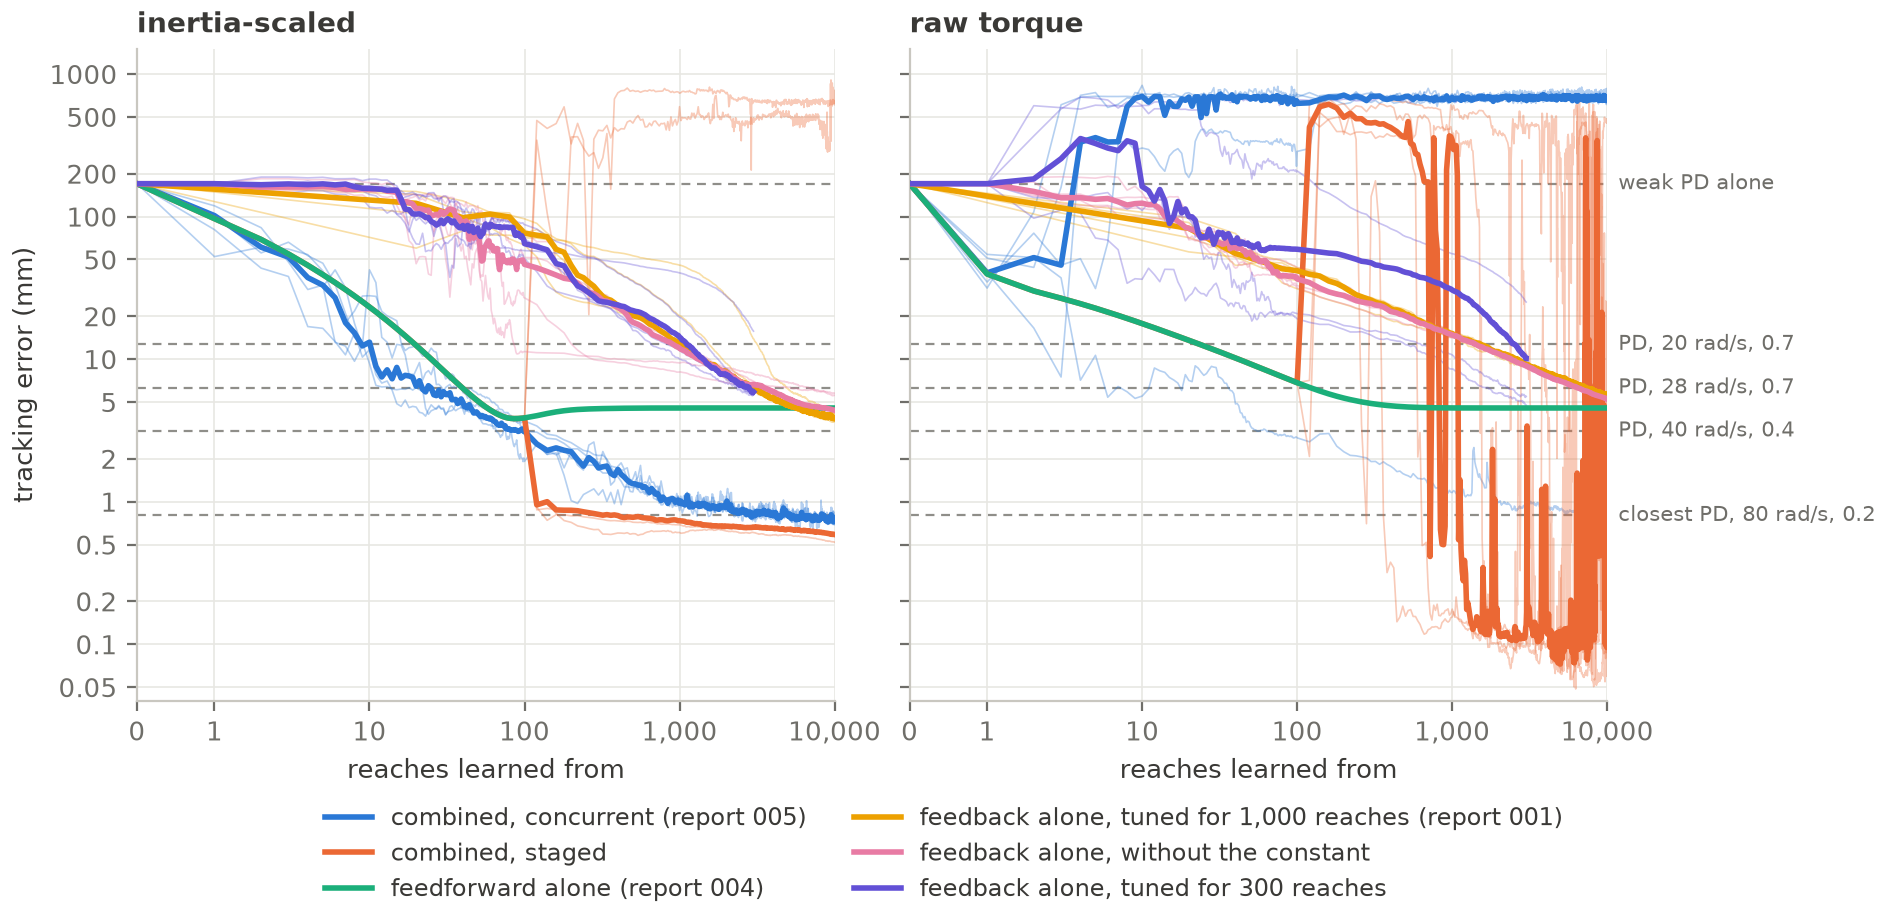 inertia-scaled
raw torque
tracking error (mm)
1000
500
200
100
50
20
10
5
2
1
0.5
0.2
0.1
0.05
weak PD alone
PD, 20 rad/s, 0.7
PD, 28 rad/s, 0.7
PD, 40 rad/s, 0.4
closest PD, 80 rad/s, 0.2
0 1 10 100 1,000 10,000
0 1 10 100 1,000 10,000
reaches learned from
reaches learned from
combined, concurrent (report 005)
combined, staged
feedforward alone (report 004)
feedback alone, tuned for 1,000 reaches (report 001)
feedback alone, without the constant
feedback alone, tuned for 300 reaches